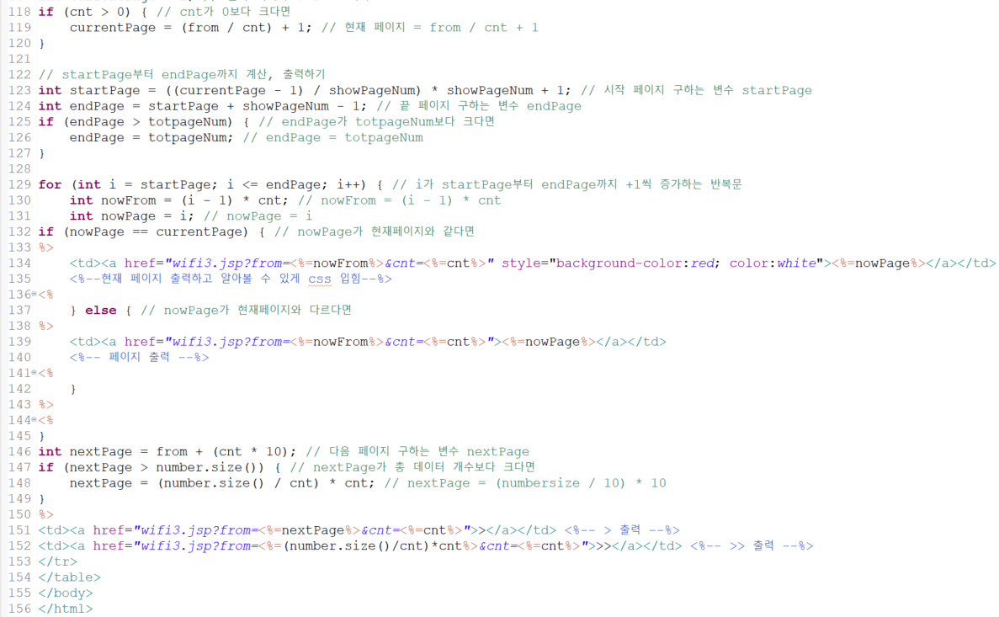 118 if (cnt > 0) { // cnt가 0보다 크다면
119     currentPage = (from / cnt) + 1; // 현재 페이지 = from / cnt + 1
120 }
121
122 // startPage부터 endPage까지 계산, 출력하기
123 int startPage = ((currentPage - 1) / showPageNum) * showPageNum + 1; // 시작 페이지 구하는 변수 startPage
124 int endPage = startPage + showPageNum - 1; // 끝 페이지 구하는 변수 endPage
125 if (endPage > totpageNum) { // endPage가 totpageNum보다 크다면
126     endPage = totpageNum; // endPage = totpageNum
127 }
128
129 for (int i = startPage; i <= endPage; i++) { // i가 startPage부터 endPage까지 +1씩 증가하는 반복문
130     int nowFrom = (i - 1) * cnt; // nowFrom = (i - 1) * cnt
131     int nowPage = i; // nowPage = i
132 if (nowPage == currentPage) { // nowPage가 현재페이지와 같다면
133 %>
134     <td><a href="wifi3.jsp?from=<%=nowFrom%>&cnt=<%=cnt%>" style="background-color:red; color:white"><%=nowPage%></a></td>
135     <%--현재 페이지 출력하고 알아볼 수 있게 css 입힘--%>
136 <%
137     } else { // nowPage가 현재페이지와 다르다면
138 %>
139     <td><a href="wifi3.jsp?from=<%=nowFrom%>&cnt=<%=cnt%>"><%=nowPage%></a></td>
140     <%-- 페이지 출력 --%>
141 <%
142     }
143 %>
144 <%
145 }
146 int nextPage = from + (cnt * 10); // 다음 페이지 구하는 변수 nextPage
147 if (nextPage > number.size()) { // nextPage가 총 데이터 개수보다 크다면
148     nextPage = (number.size() / cnt) * cnt; // nextPage = (numbersize / 10) * 10
149 }
150 %>
151 <td><a href="wifi3.jsp?from=<%=nextPage%>&cnt=<%=cnt%>">></a></td> <%-- > 출력 --%>
152 <td><a href="wifi3.jsp?from=<%=(number.size()/cnt)*cnt%>&cnt=<%=cnt%>">>></a></td> <%-- >> 출력 --%>
153 </tr>
154 </table>
155 </body>
156 </html>